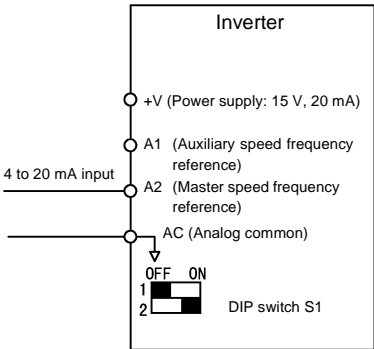 Inverter
+V (Power supply: 15 V, 20 mA)
A1 (Auxiliary speed frequency
reference)
4 to 20 mA input
A2 (Master speed frequency
reference)
AC (Analog common)
OFF ON
1
2
DIP switch S1